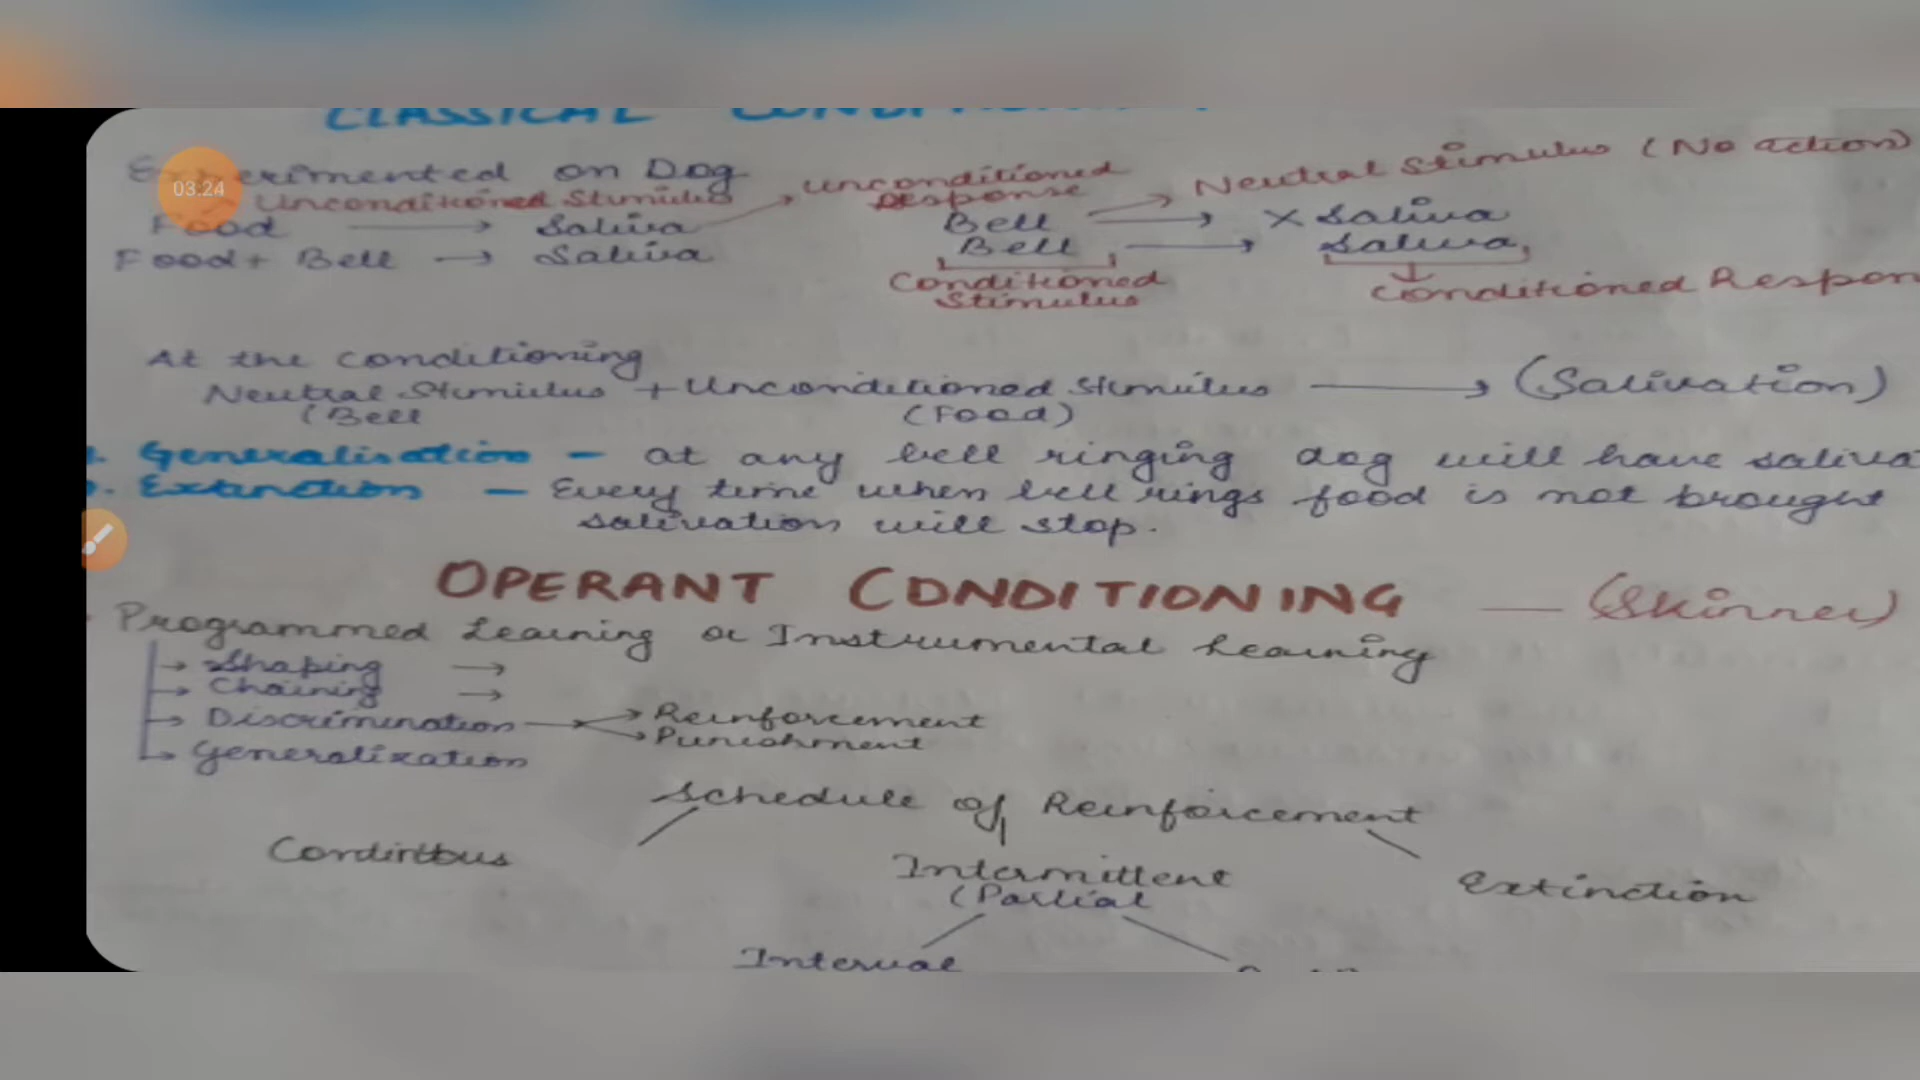 CLASSICAL
Experimented on Dog
Unconditioned Stimulus
Unconditioned Response
Neutral Stimulus (No action)
Food → Saliva
Bell → X Saliva
Food + Bell → Saliva
Bell → Saliva
Conditioned Stimulus
Conditioned Respon
03:24
At the conditioning
Neutral Stimulus + Unconditioned Stimulus → (Salivation)
(Bell
(Food)
Generalisation - at any bell ringing dog will have saliva
Extinction - Every time when bell rings food is not brought
salivation will stop.
OPERANT CONDITIONING - (Skinner)
Programmed Learning or Instrumental Learning
→ Shaping →
→ Chaining →
→ Discrimination → Reinforcement
→ Punishment
→ Generalization
Schedule of Reinforcement
Intermittent
(Partial
Extinction
Interval